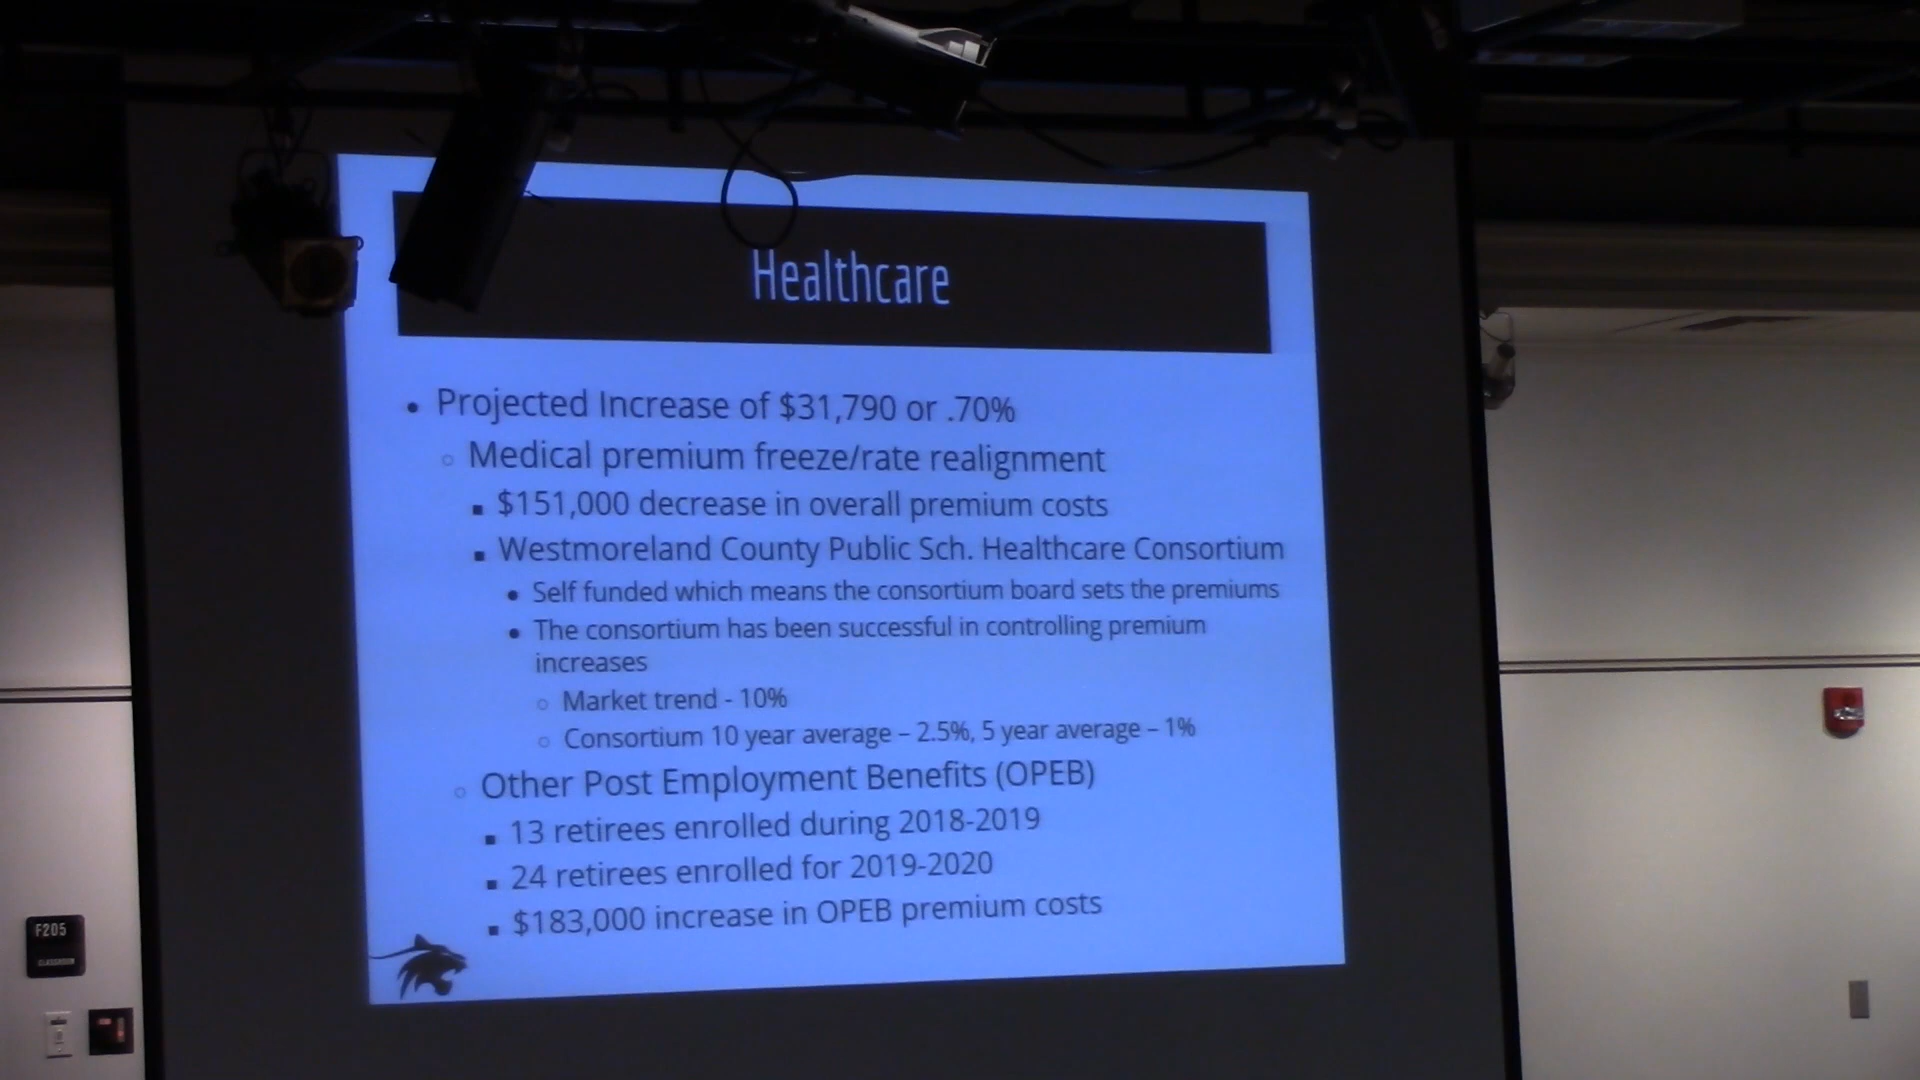 Healthcare
• Projected Increase of $31,790 or .70%
○ Medical premium freeze/rate realignment
▪ $151,000 decrease in overall premium costs
▪ Westmoreland County Public Sch. Healthcare Consortium
• Self funded which means the consortium board sets the premiums
• The consortium has been successful in controlling premium
increases
○ Market trend - 10%
○ Consortium 10 year average – 2.5%, 5 year average – 1%
○ Other Post Employment Benefits (OPEB)
▪ 13 retirees enrolled during 2018-2019
▪ 24 retirees enrolled for 2019-2020
▪ $183,000 increase in OPEB premium costs
F205
CLASSROOM